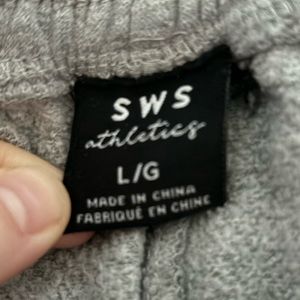 SWS
athletics
L/G
MADE IN CHINA
FABRIQUÉ EN CHINE